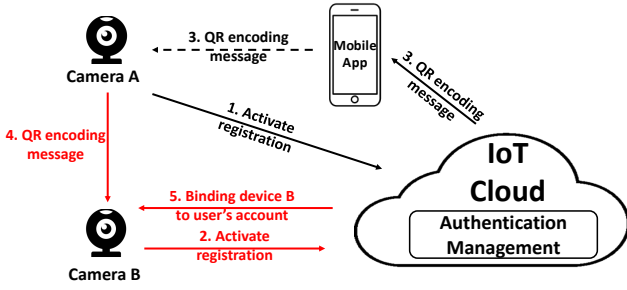 3. QR encoding
message
Mobile
App
Camera A
3. QR encoding
message
1. Activate
registration
4. QR encoding
message
IoT
Cloud
Authentication
Management
5. Binding device B
to user's account
2. Activate
registration
Camera B